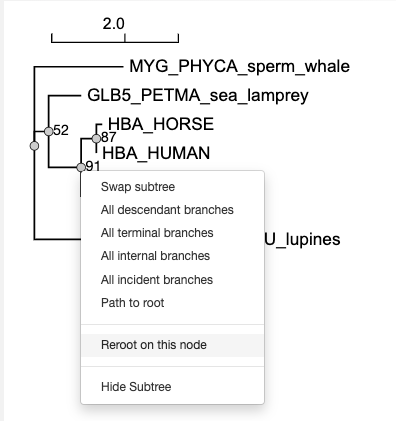 2.0
MYG_PHYCA_sperm_whale
GLB5_PETMA_sea_lamprey
52
HBA_HORSE
87
HBA_HUMAN
91
Swap subtree
All descendant branches
All terminal branches
U_lupines
All internal branches
All incident branches
Path to root
Reroot on this node
Hide Subtree